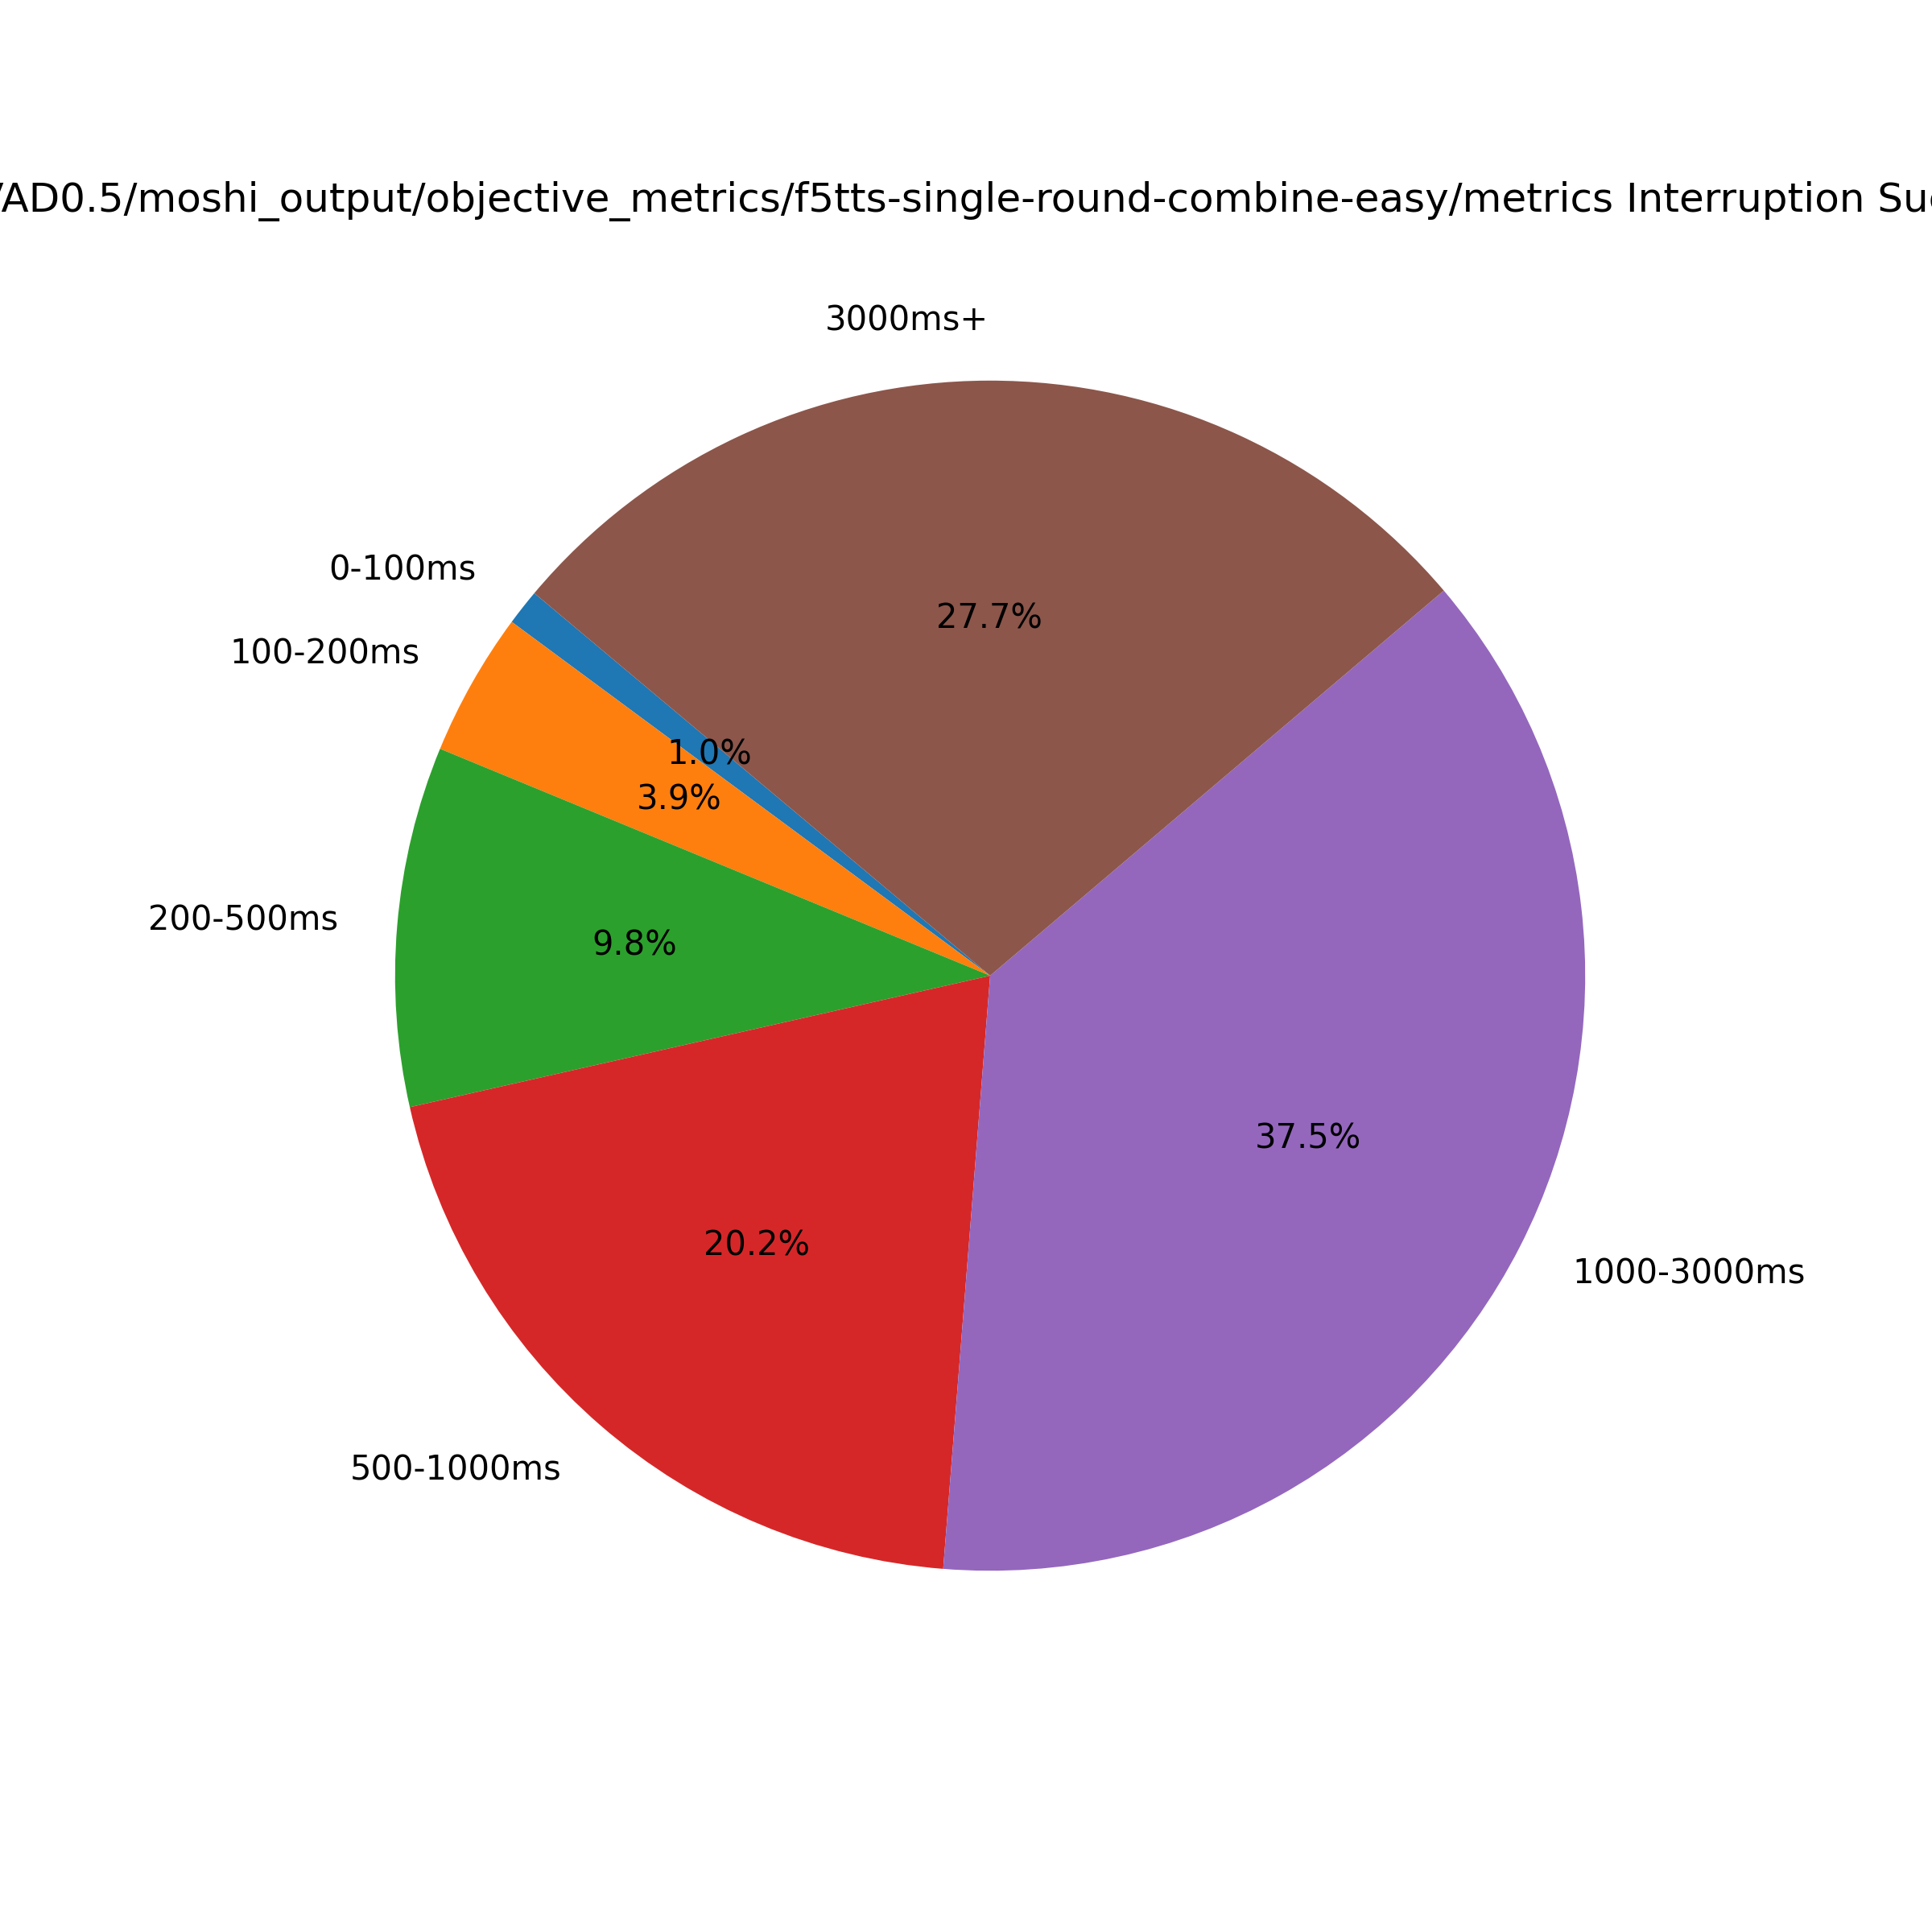 /AD0.5/moshi_output/objective_metrics/f5tts-single-round-combine-easy/metrics Interruption
3000ms+
27.7%
0-100ms
100-200ms
1.0%
3.9%
200-500ms
9.8%
37.5%
20.2%
1000-3000ms
500-1000ms